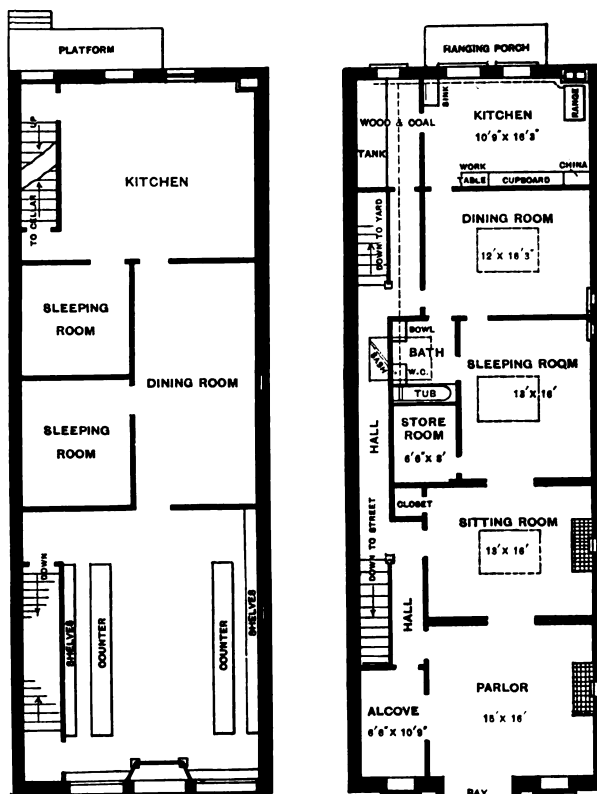 PLATFORM
UP
TO CELLAR
KITCHEN
SLEEPING
ROOM
DINING ROOM
SLEEPING
ROOM
DOWN
SHELVES
COUNTER
COUNTER
SHELVES
HANGING PORCH
SINK
KITCHEN
10'9" X 16'3"
RANGE
WOOD & COAL
TANK
WORK
TABLE
CUPBOARD
CHINA
DOWN TO YARD
DINING ROOM
12' X 16'3"
BOWL
BATH
SASH
W.C.
TUB
SLEEPING ROOM
13' X 16'
STORE
ROOM
6'6" X 8'
HALL
CLOSET
SITTING ROOM
13' X 16'
DOWN TO STREET
HALL
PARLOR
15' X 16'
ALCOVE
6'6" X 10'9"
BAY